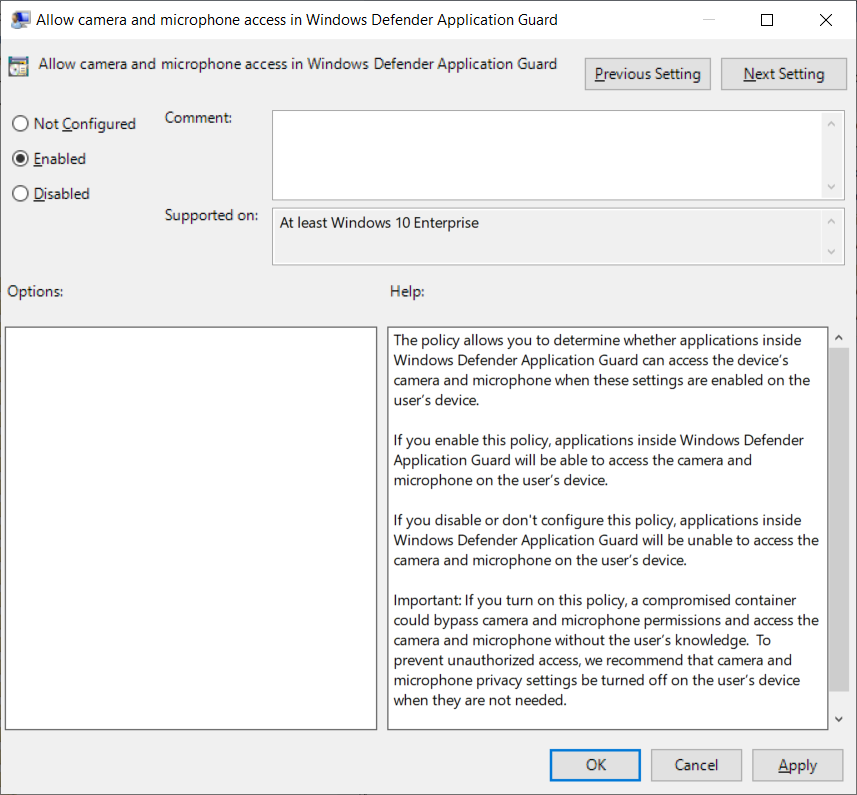 Allow camera and microphone access in Windows Defender Application Guard
Allow camera and microphone access in Windows Defender Application Guard
Previous Setting
Next Setting
Not Configured
Comment:
Enabled
Disabled
Supported on:
At least Windows 10 Enterprise
Options:
Help:
The policy allows you to determine whether applications inside
Windows Defender Application Guard can access the device’s
camera and microphone when these settings are enabled on the
user’s device.
If you enable this policy, applications inside Windows Defender
Application Guard will be able to access the camera and
microphone on the user’s device.
If you disable or don't configure this policy, applications inside
Windows Defender Application Guard will be unable to access the
camera and microphone on the user’s device.
Important: If you turn on this policy, a compromised container
could bypass camera and microphone permissions and access the
camera and microphone without the user’s knowledge.  To
prevent unauthorized access, we recommend that camera and
microphone privacy settings be turned off on the user’s device
when they are not needed.
OK
Cancel
Apply